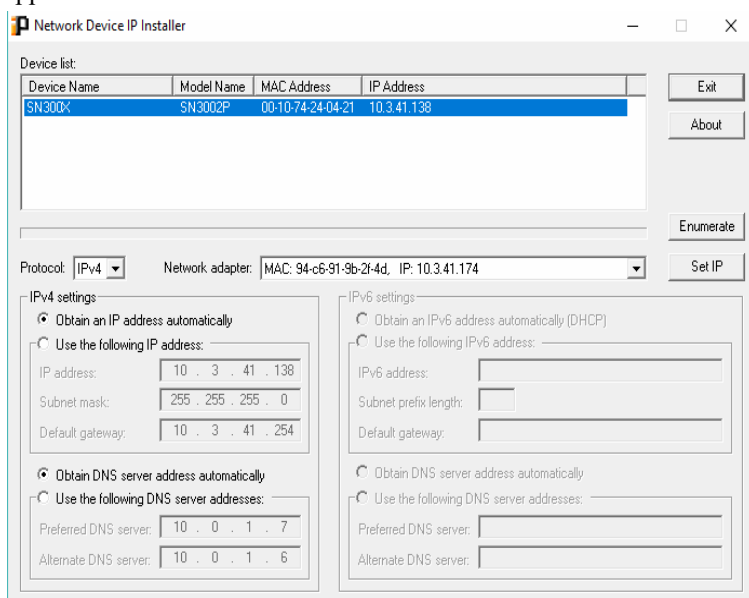 Network Device IP Installer
Device list:
Device Name Model Name MAC Address IP Address
SN300X SN3002P 00-10-74-24-04-21 10.3.41.138
Exit
About
Enumerate
Protocol: IPv4 Network adapter: MAC: 94-c6-91-9b-2f-4d, IP: 10.3.41.174 Set IP
IPv4 settings
Obtain an IP address automatically
Use the following IP address:
IP address: 10 . 3 . 41 . 138
Subnet mask: 255 . 255 . 255 . 0
Default gateway: 10 . 3 . 41 . 254
Obtain DNS server address automatically
Use the following DNS server addresses:
Preferred DNS server: 10 . 0 . 1 . 7
Alternate DNS server: 10 . 0 . 1 . 6
IPv6 settings
Obtain an IPv6 address automatically (DHCP)
Use the following IPv6 address:
IPv6 address:
Subnet prefix length:
Default gateway:
Obtain DNS server address automatically
Use the following DNS server addresses:
Preferred DNS server:
Alternate DNS server: